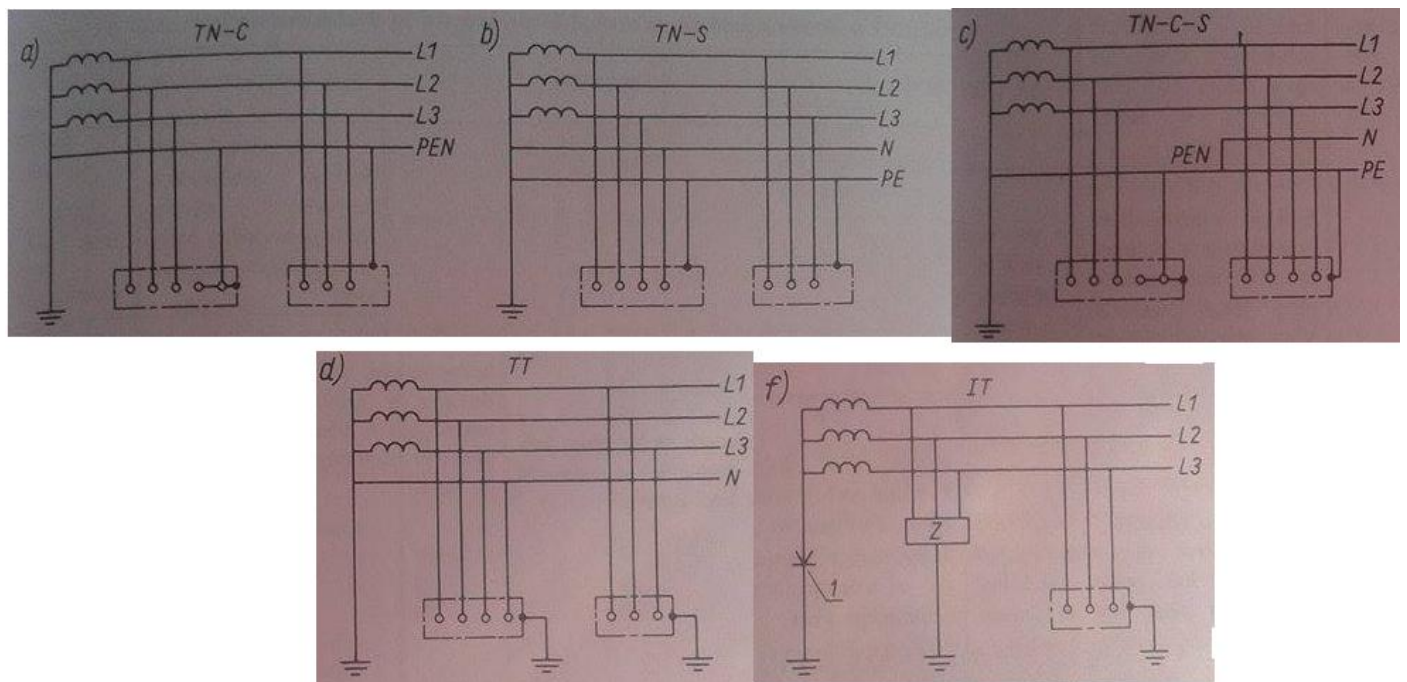 a) TN-C
L1
L2
L3
PEN
b) TN-S
L1
L2
L3
N
PE
c) TN-C-S
L1
L2
L3
N
PEN
PE
d) TT
L1
L2
L3
N
f) IT
L1
L2
L3
Z
1